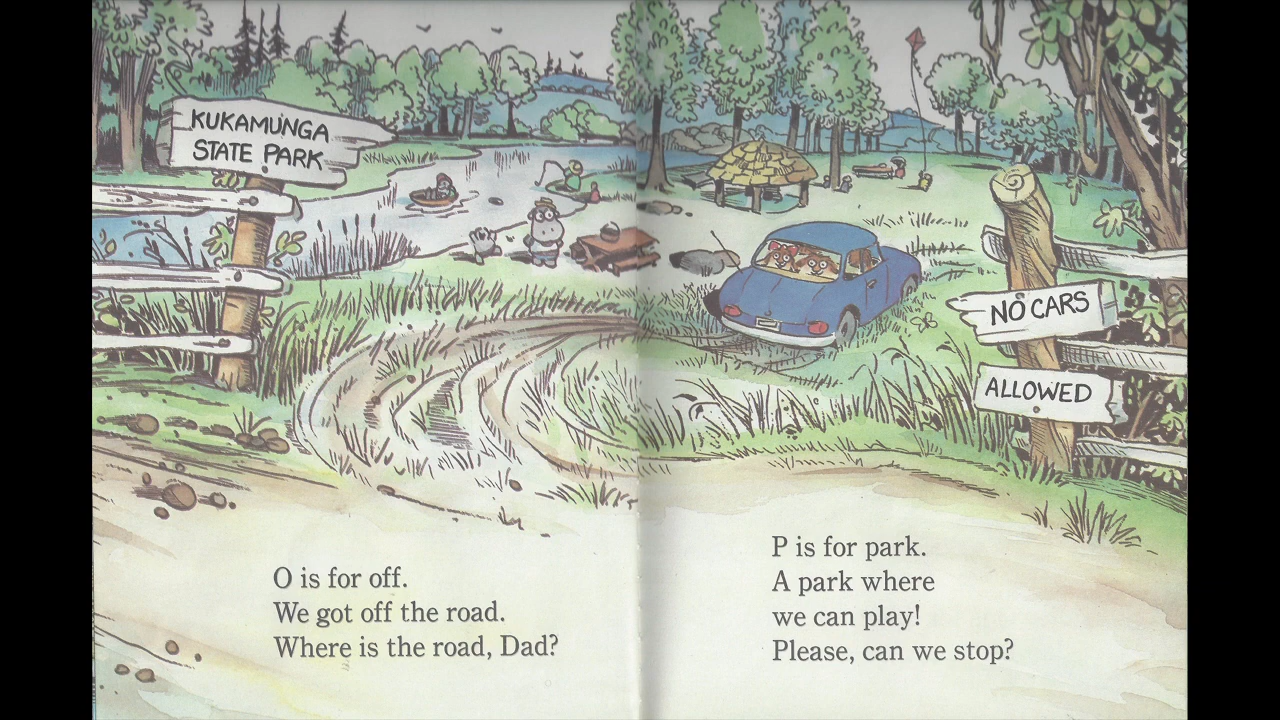 KUKAMUNGA
STATE PARK
NO CARS
ALLOWED
O is for off.
We got off the road.
Where is the road, Dad?
P is for park.
A park where
we can play!
Please, can we stop?